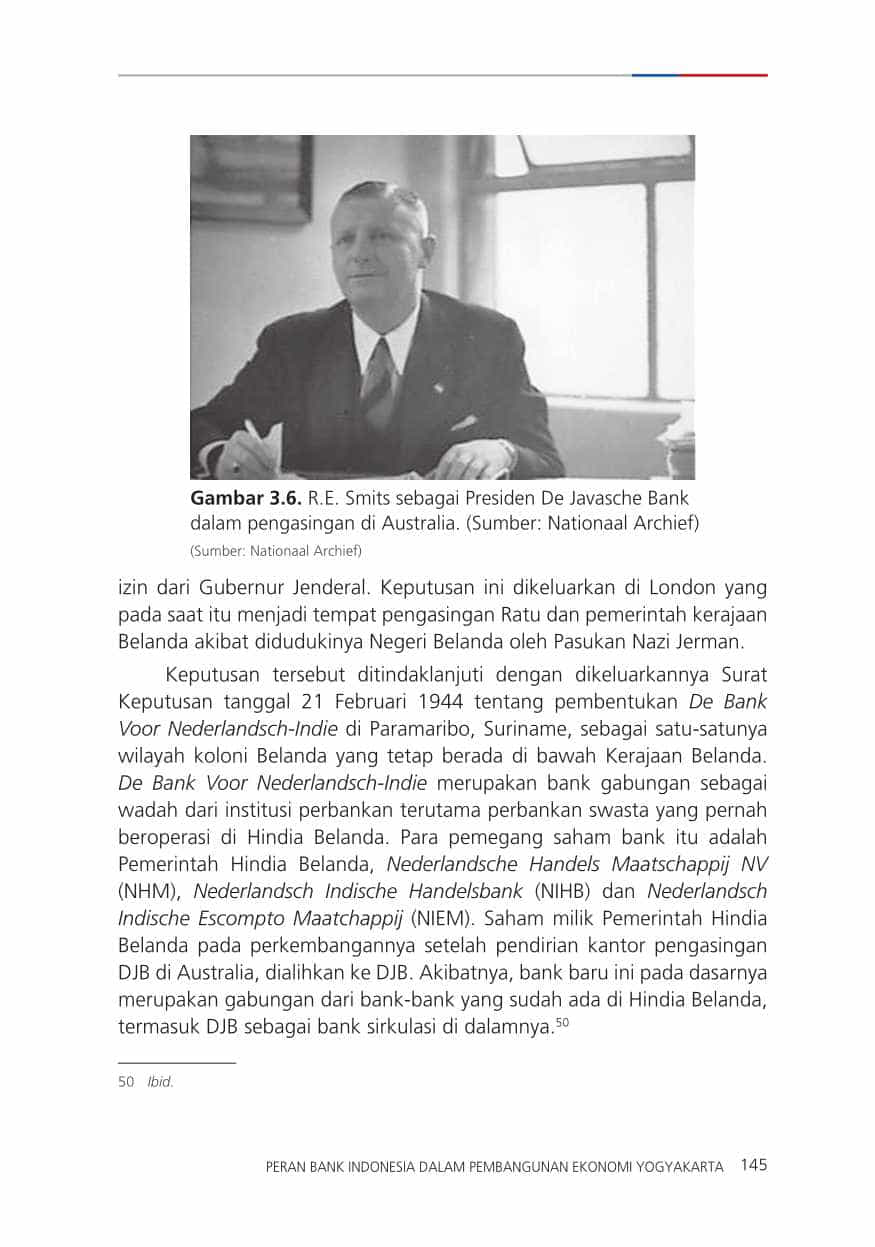 Gambar 3.6. R.E. Smits sebagai Presiden De Javasche Bank
dalam pengasingan di Australia. (Sumber: Nationaal Archief)
(Sumber: Nationaal Archief)
izin dari Gubernur Jenderal. Keputusan ini dikeluarkan di London yang
pada saat itu menjadi tempat pengasingan Ratu dan pemerintah kerajaan
Belanda akibat didudukinya Negeri Belanda oleh Pasukan Nazi Jerman.
Keputusan tersebut ditindaklanjuti dengan dikeluarkannya Surat
Keputusan tanggal 21 Februari 1944 tentang pembentukan De Bank
Voor Nederlandsch-Indie di Paramaribo, Suriname, sebagai satu-satunya
wilayah koloni Belanda yang tetap berada di bawah Kerajaan Belanda.
De Bank Voor Nederlandsch-Indie merupakan bank gabungan sebagai
wadah dari institusi perbankan terutama perbankan swasta yang pernah
beroperasi di Hindia Belanda. Para pemegang saham bank itu adalah
Pemerintah Hindia Belanda, Nederlandsche Handels Maatschappij NV
(NHM), Nederlandsch Indische Handelsbank (NIHB) dan Nederlandsch
Indische Escompto Maatchappij (NIEM). Saham milik Pemerintah Hindia
Belanda pada perkembangannya setelah pendirian kantor pengasingan
DJB di Australia, dialihkan ke DJB. Akibatnya, bank baru ini pada dasarnya
merupakan gabungan dari bank-bank yang sudah ada di Hindia Belanda,
termasuk DJB sebagai bank sirkulasi di dalamnya.50
50 Ibid.
PERAN BANK INDONESIA DALAM PEMBANGUNAN EKONOMI YOGYAKARTA 145